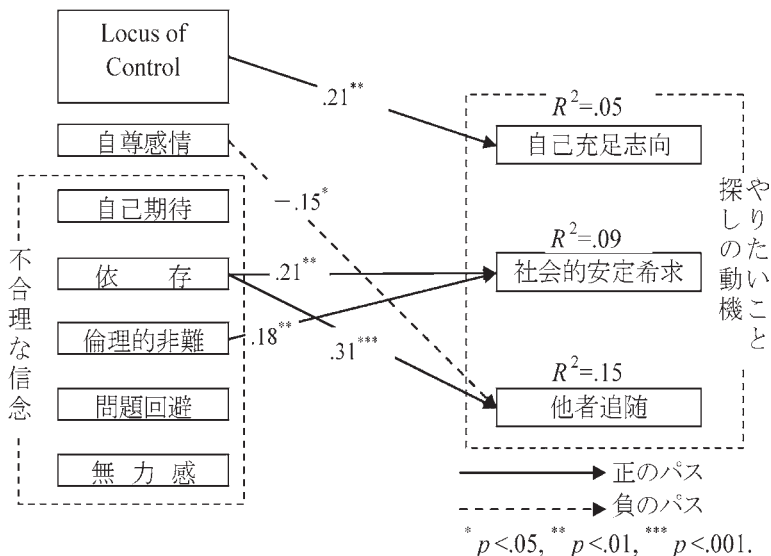 Locus of
Control
自尊感情
不合理な信念
自己期待
依 存
倫理的非難
問題回避
無 力 感
.21**
−.15*
.21**
.18**
.31***
やりたいこと
探しの動機
R²=.05
自己充足志向
R²=.09
社会的安定希求
R²=.15
他者追随
正のパス
負のパス
* p<.05, ** p<.01, *** p<.001.